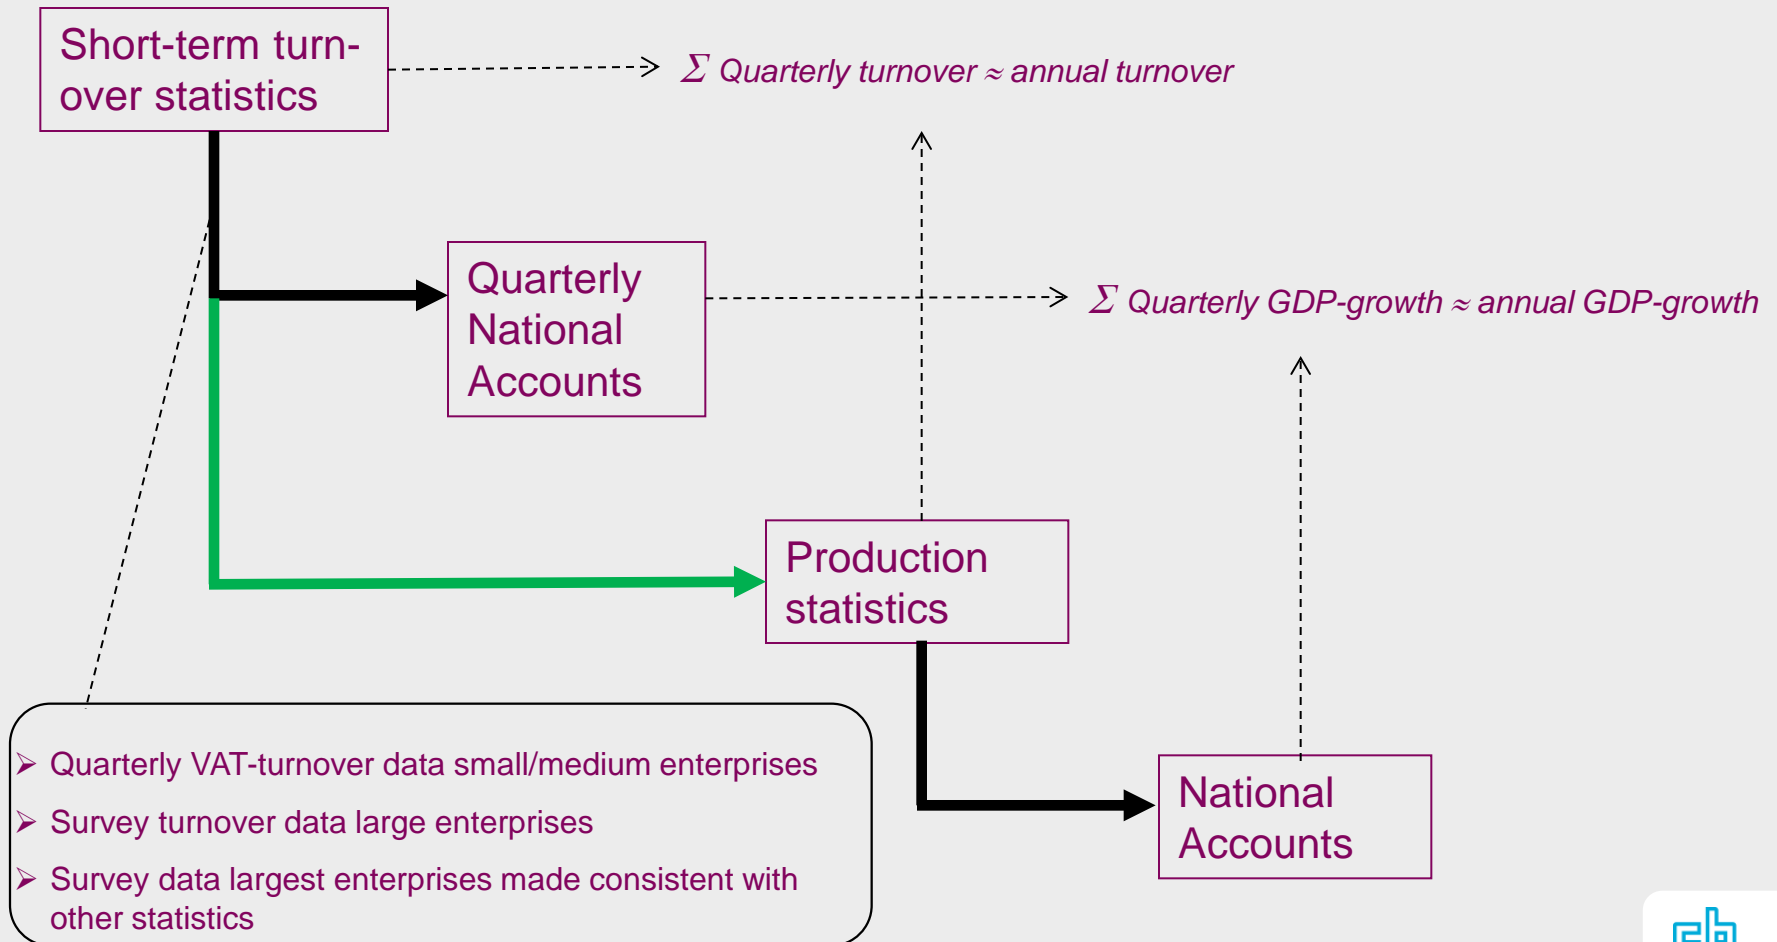 Short-term turn-
over statistics
Σ Quarterly turnover ≈ annual turnover
Quarterly
National
Accounts
Σ Quarterly GDP-growth ≈ annual GDP-growth
Production
statistics
➢ Quarterly VAT-turnover data small/medium enterprises
➢ Survey turnover data large enterprises
➢ Survey data largest enterprises made consistent with
other statistics
National
Accounts